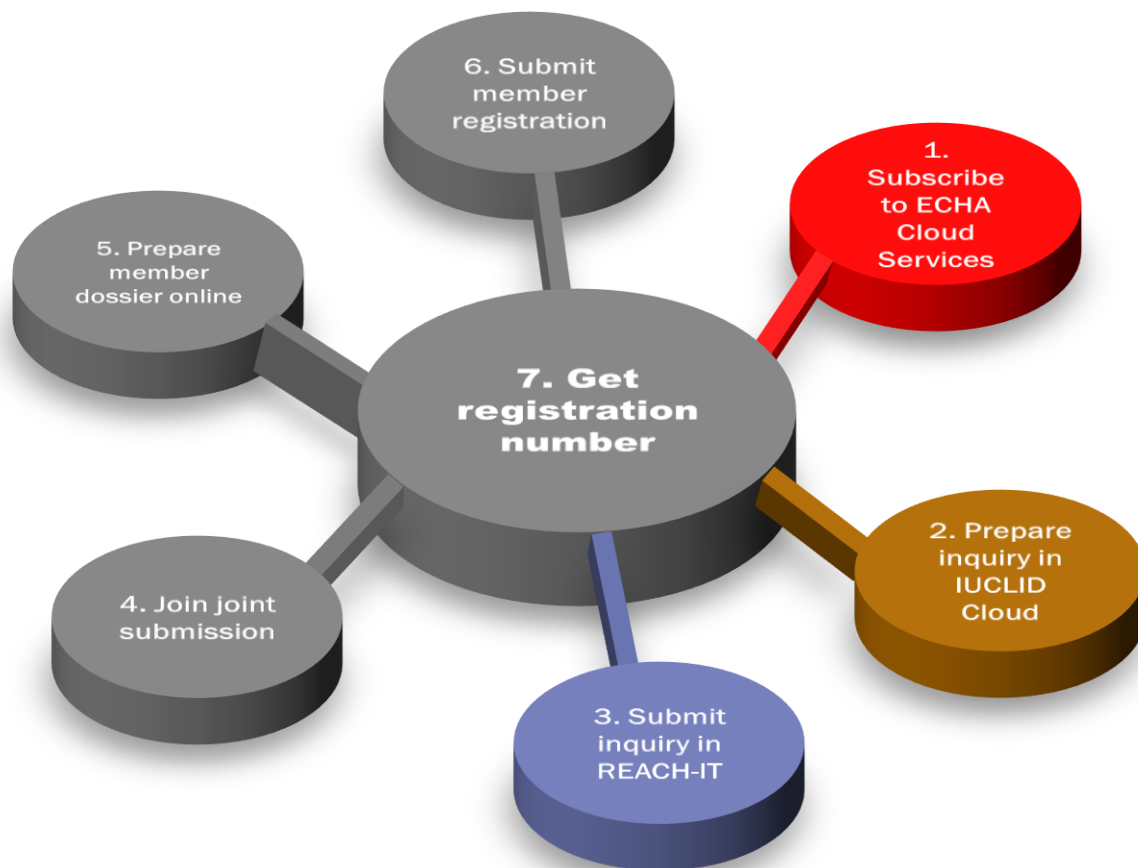 1.
Subscribe
to ECHA
Cloud
Services
2. Prepare
inquiry in
IUCLID
Cloud
3. Submit
inquiry in
REACH-IT
4. Join joint
submission
5. Prepare
member
dossier online
6. Submit
member
registration
7. Get
registration
number